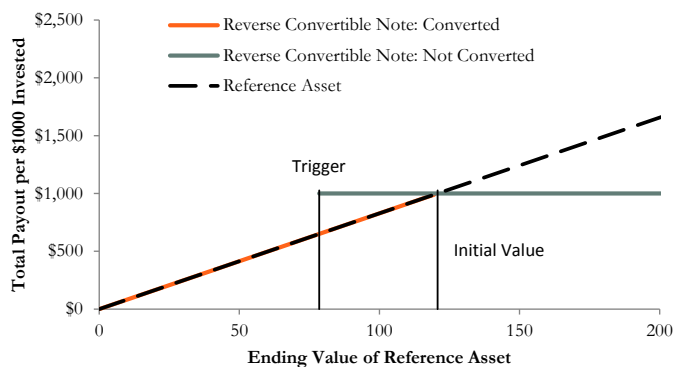 $2,500
Reverse Convertible Note: Converted
Reverse Convertible Note: Not Converted
$2,000
Reference Asset
$1,500
Trigger
$1,000
Initial Value
$500
$0
0
50
100
150
200
Total Payout per $1000 Invested
Ending Value of Reference Asset